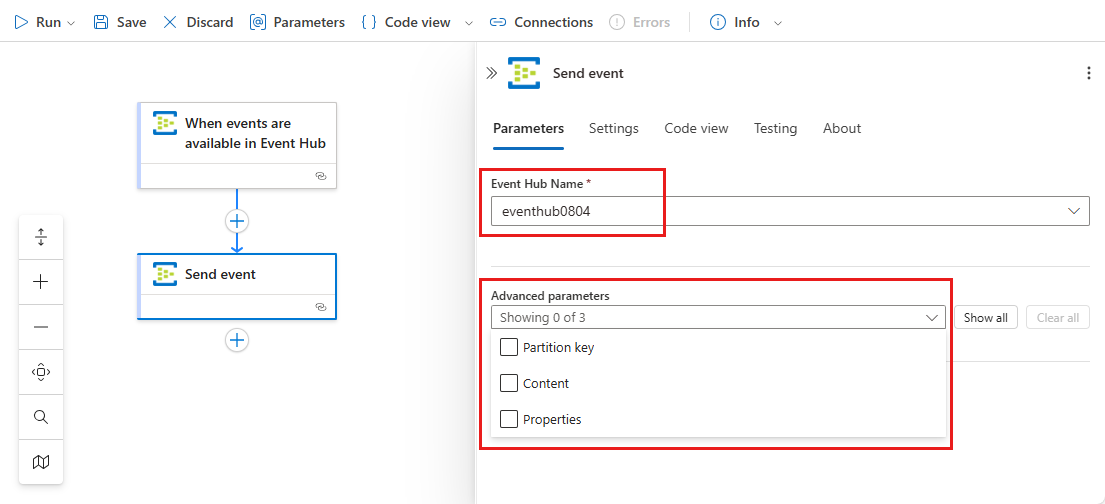 Run Save Discard Parameters Code view Connections Errors Info
Send event
When events are
available in Event Hub
Parameters Settings Code view Testing About
Event Hub Name *
eventhub0804
Send event
Advanced parameters
Showing 0 of 3 Show all Clear all
Partition key
Content
Properties